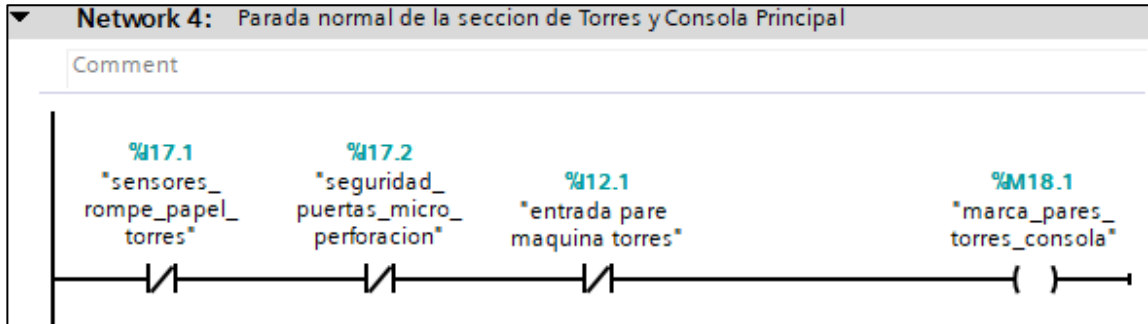 Network 4: Parada normal de la seccion de Torres y Consola Principal
Comment
%I17.1
"sensores_
rompe_papel_
torres"
%I17.2
"seguridad_
puertas_micro_
perforacion"
%I12.1
"entrada pare
maquina torres"
%M18.1
"marca_pares_
torres_consola"